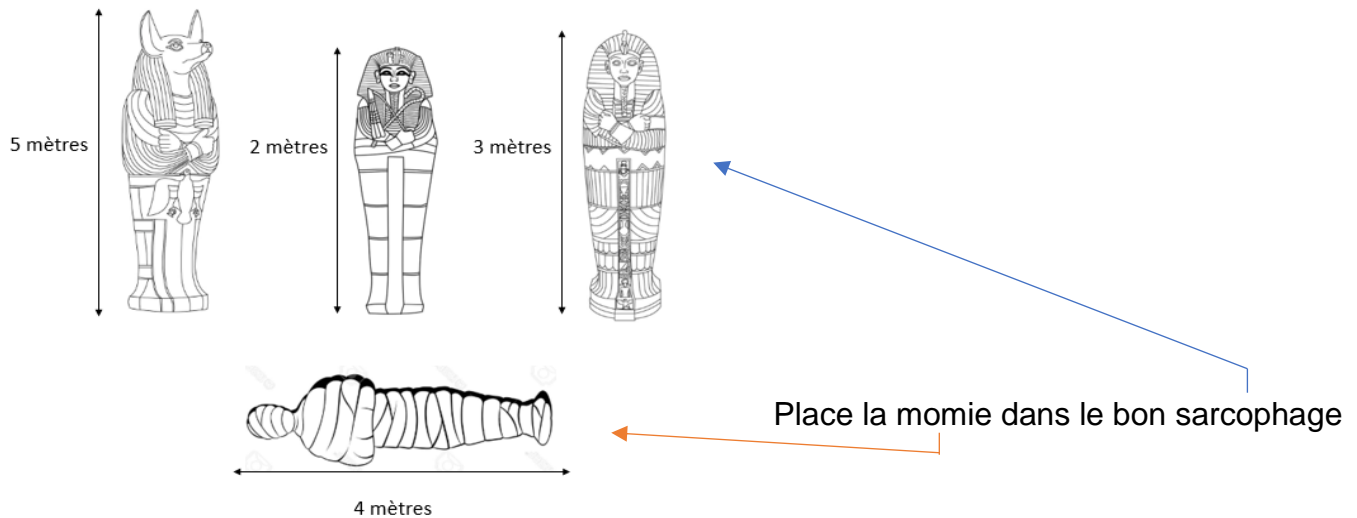 5 mètres
2 mètres
3 mètres
Place la momie dans le bon sarcophage
4 mètres